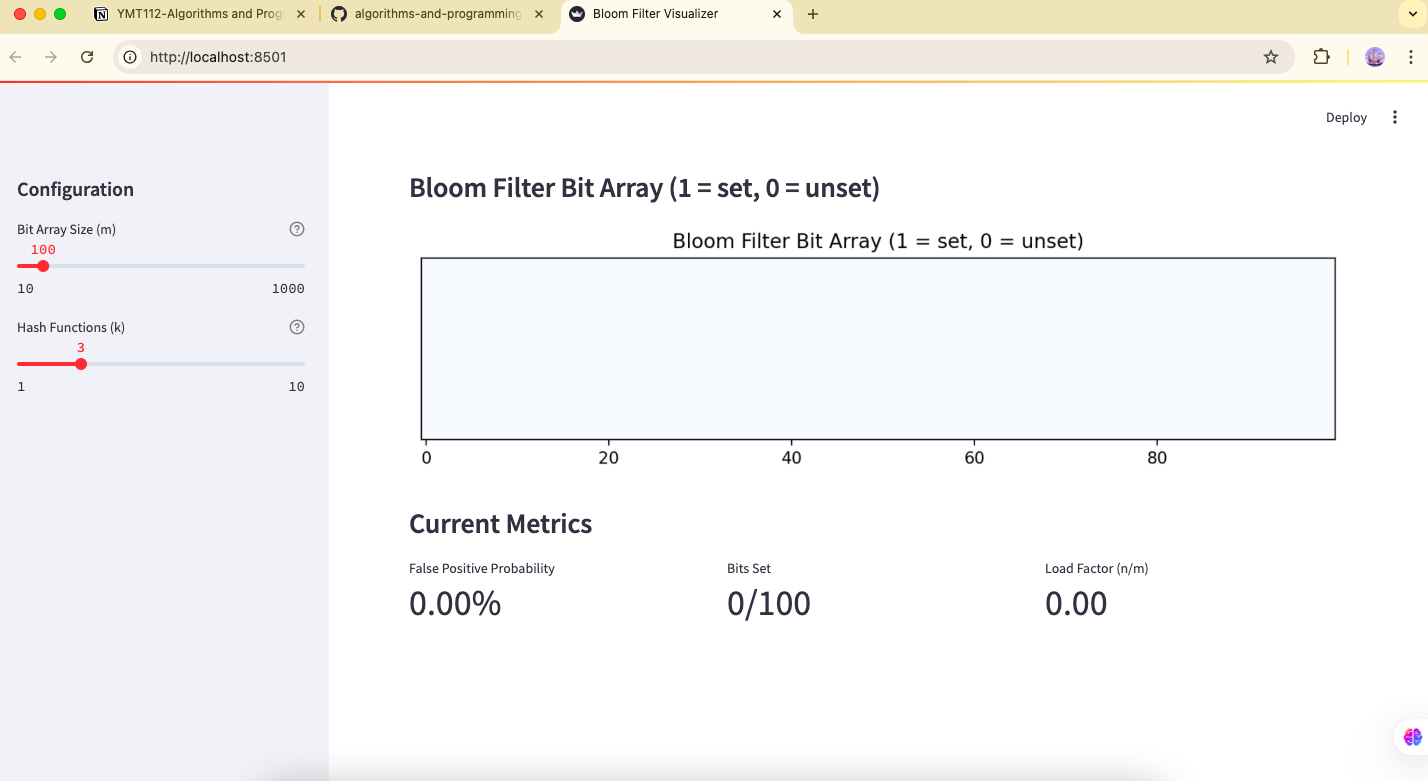 YMT112-Algorithms and Prog
algorithms-and-programming
Bloom Filter Visualizer
http://localhost:8501
Deploy
Configuration
Bit Array Size (m)
100
10 1000
Hash Functions (k)
3
1 10
Bloom Filter Bit Array (1 = set, 0 = unset)
Bloom Filter Bit Array (1 = set, 0 = unset)
0 20 40 60 80
Current Metrics
False Positive Probability Bits Set Load Factor (n/m)
0.00% 0/100 0.00